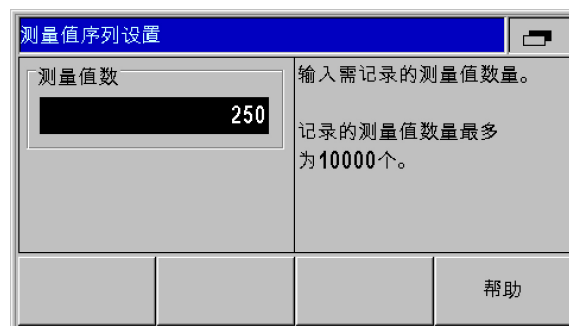 测量值序列设置
测量值数
250
输入需记录的测量值数量。
记录的测量值数量最多
为10000个。
帮助